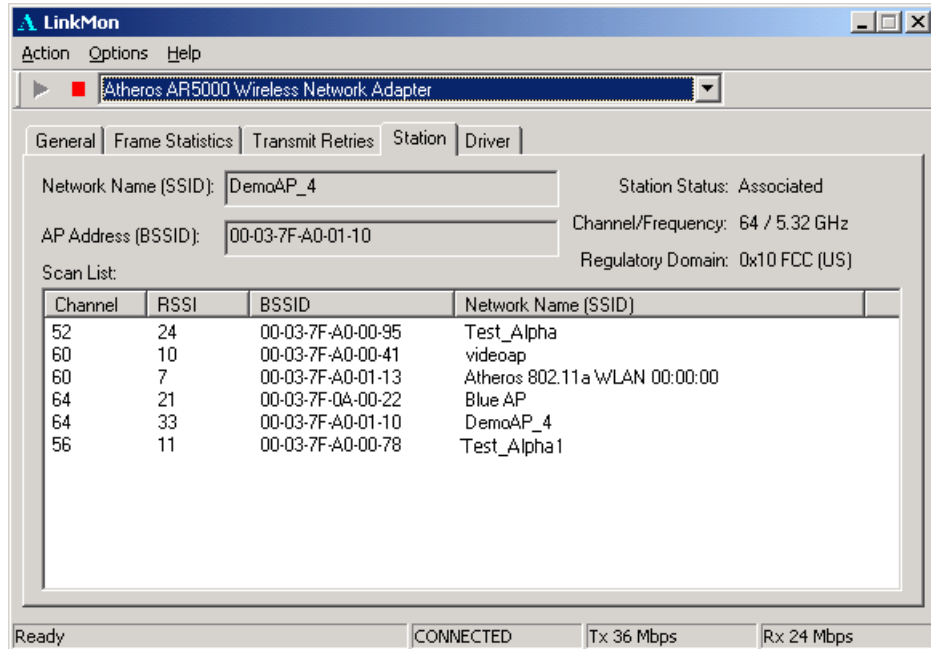 LinkMon
Action Options Help
Atheros AR5000 Wireless Network Adapter
General Frame Statistics Transmit Retries Station Driver
Network Name (SSID): DemoAP_4 Station Status: Associated
AP Address (BSSID): 00-03-7F-A0-01-10 Channel/Frequency: 64 / 5.32 GHz
Regulatory Domain: 0x10 FCC (US)
Scan List:
Channel RSSI BSSID Network Name (SSID)
52 24 00-03-7F-A0-00-95 Test_Alpha
60 10 00-03-7F-A0-00-41 videoap
60 7 00-03-7F-A0-01-13 Atheros 802.11a WLAN 00:00:00
64 21 00-03-7F-0A-00-22 Blue AP
64 33 00-03-7F-A0-01-10 DemoAP_4
56 11 00-03-7F-A0-00-78 Test_Alpha1
Ready CONNECTED Tx 36 Mbps Rx 24 Mbps